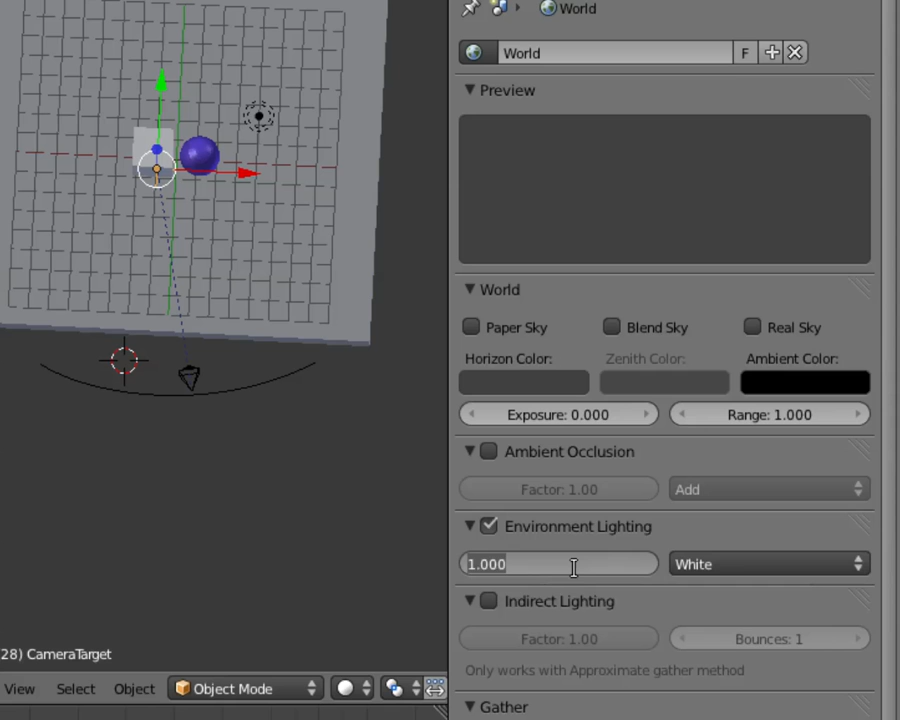 World
World F
Preview
World
Paper Sky Blend Sky Real Sky
Horizon Color: Zenith Color: Ambient Color:
Exposure: 0.000 Range: 1.000
Ambient Occlusion
Factor: 1.00 Add
Environment Lighting
1.000 White
Indirect Lighting
Factor: 1.00 Bounces: 1
28) CameraTarget
Only works with Approximate gather method
View Select Object Object Mode
Gather